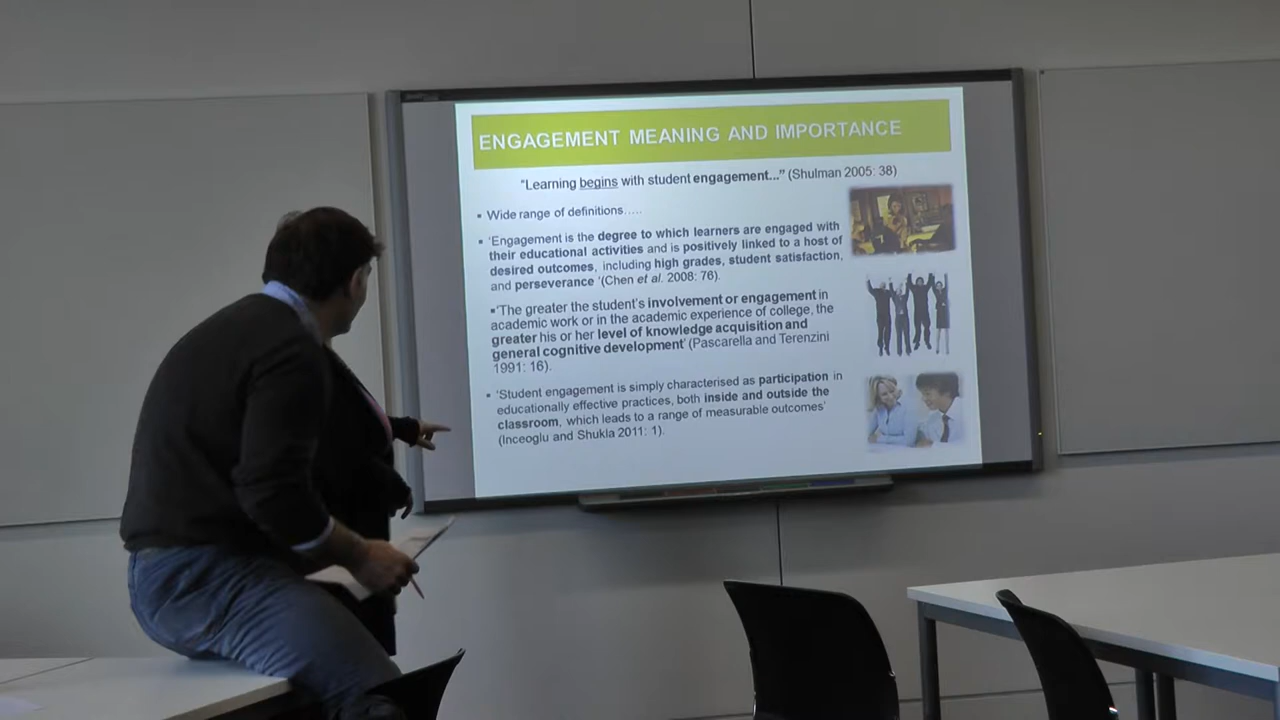 ENGAGEMENT MEANING AND IMPORTANCE
"Learning begins with student engagement..." (Shulman 2005: 38)
▪ Wide range of definitions.....
▪ 'Engagement is the degree to which learners are engaged with
their educational activities and is positively linked to a host of
desired outcomes, including high grades, student satisfaction,
and perseverance '(Chen et al. 2008: 76).
▪'The greater the student's involvement or engagement in
academic work or in the academic experience of college, the
greater his or her level of knowledge acquisition and
general cognitive development' (Pascarella and Terenzini
1991: 16).
▪ 'Student engagement is simply characterised as participation in
educationally effective practices, both inside and outside the
classroom, which leads to a range of measurable outcomes'
(Inceoglu and Shukla 2011: 1).